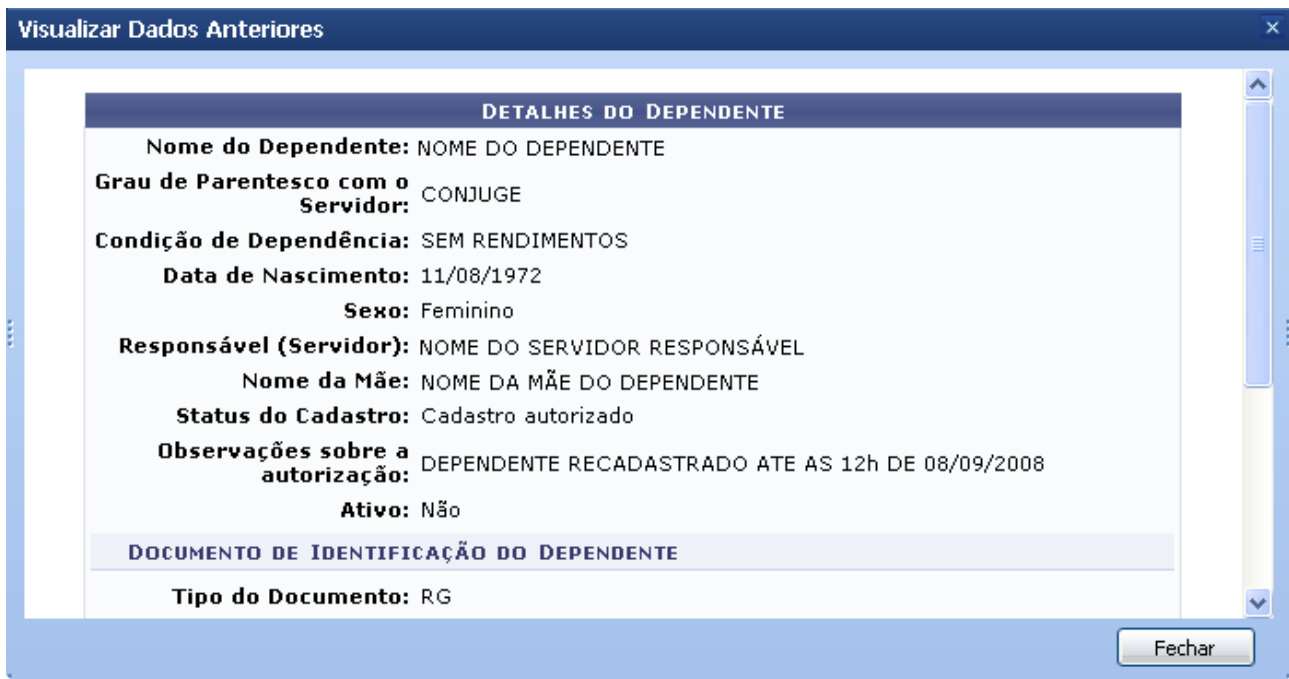 Visualizar Dados Anteriores
DETALHES DO DEPENDENTE
Nome do Dependente: NOME DO DEPENDENTE
Grau de Parentesco com o
Servidor: CONJUGE
Condição de Dependência: SEM RENDIMENTOS
Data de Nascimento: 11/08/1972
Sexo: Feminino
Responsável (Servidor): NOME DO SERVIDOR RESPONSÁVEL
Nome da Mãe: NOME DA MÃE DO DEPENDENTE
Status do Cadastro: Cadastro autorizado
Observações sobre a
autorização: DEPENDENTE RECADASTRADO ATE AS 12h DE 08/09/2008
Ativo: Não
DOCUMENTO DE IDENTIFICAÇÃO DO DEPENDENTE
Tipo do Documento: RG
Fechar